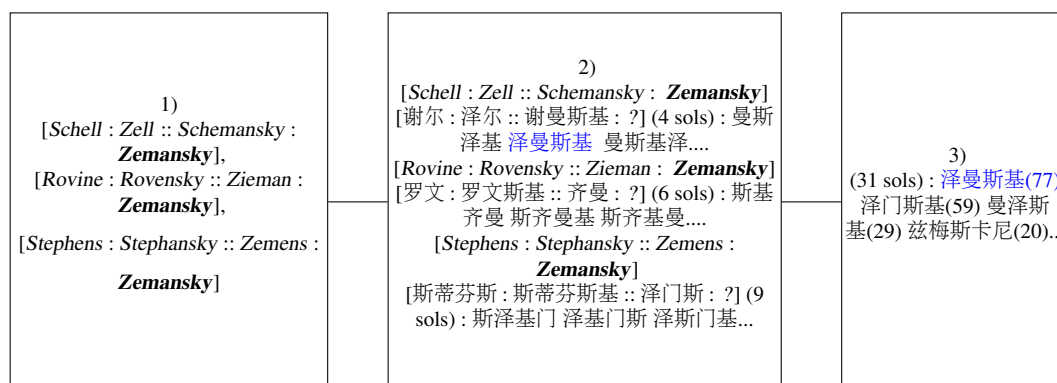 1)
[Schell : Zell :: Schemansky :
Zemansky],
[Rovine : Rovensky :: Zieman :
Zemansky],
[Stephens : Stephansky :: Zemens :
Zemansky]
2)
[Schell : Zell :: Schemansky : Zemansky]
[谢尔 : 泽尔 :: 谢曼斯基 : ?] (4 sols) : 曼斯
泽基 泽曼斯基 曼斯基泽....
[Rovine : Rovensky :: Zieman : Zemansky]
[罗文 : 罗文斯基 :: 齐曼 : ?] (6 sols) : 斯基
齐曼 斯齐曼基 斯齐基曼....
[Stephens : Stephansky :: Zemens :
Zemansky]
[斯蒂芬斯 : 斯蒂芬斯基 :: 泽门斯 : ?] (9
sols) : 斯泽基门 泽基门斯 泽斯门基...
3)
(31 sols) : 泽曼斯基(77)
泽门斯基(59) 曼泽斯
基(29) 兹梅斯卡尼(20)..